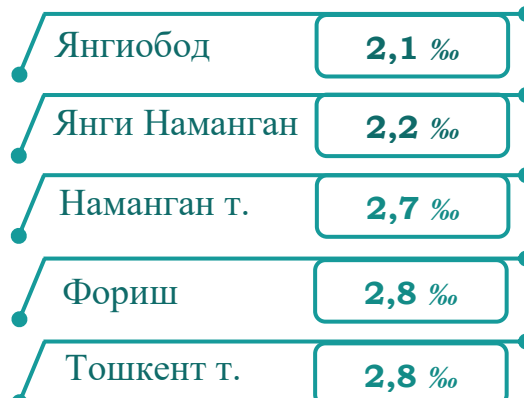 Янгиобод 2,1 ‰
Янги Наманган 2,2 ‰
Наманган т. 2,7 ‰
Фориш 2,8 ‰
Тошкент т. 2,8 ‰